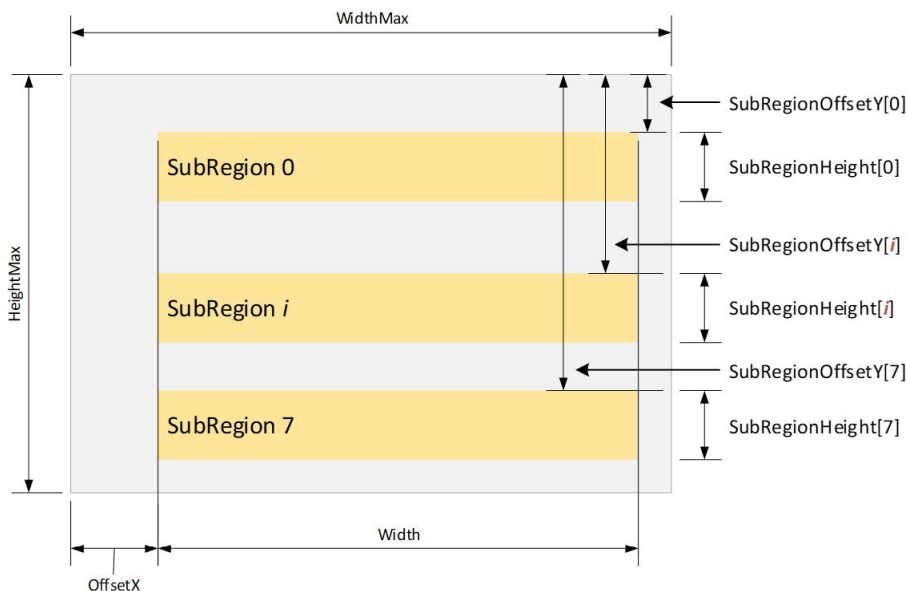 WidthMax
SubRegionOffsetY[0]
SubRegion 0
SubRegionHeight[0]
SubRegionOffsetY[i]
HeightMax
SubRegion i
SubRegionHeight[i]
SubRegionOffsetY[7]
SubRegion 7
SubRegionHeight[7]
Width
OffsetX